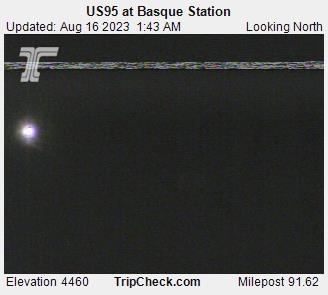 US95 at Basque Station
Updated: Aug 16 2023 1:43 AM Looking North
Elevation 4460 TripCheck.com Milepost 91.62